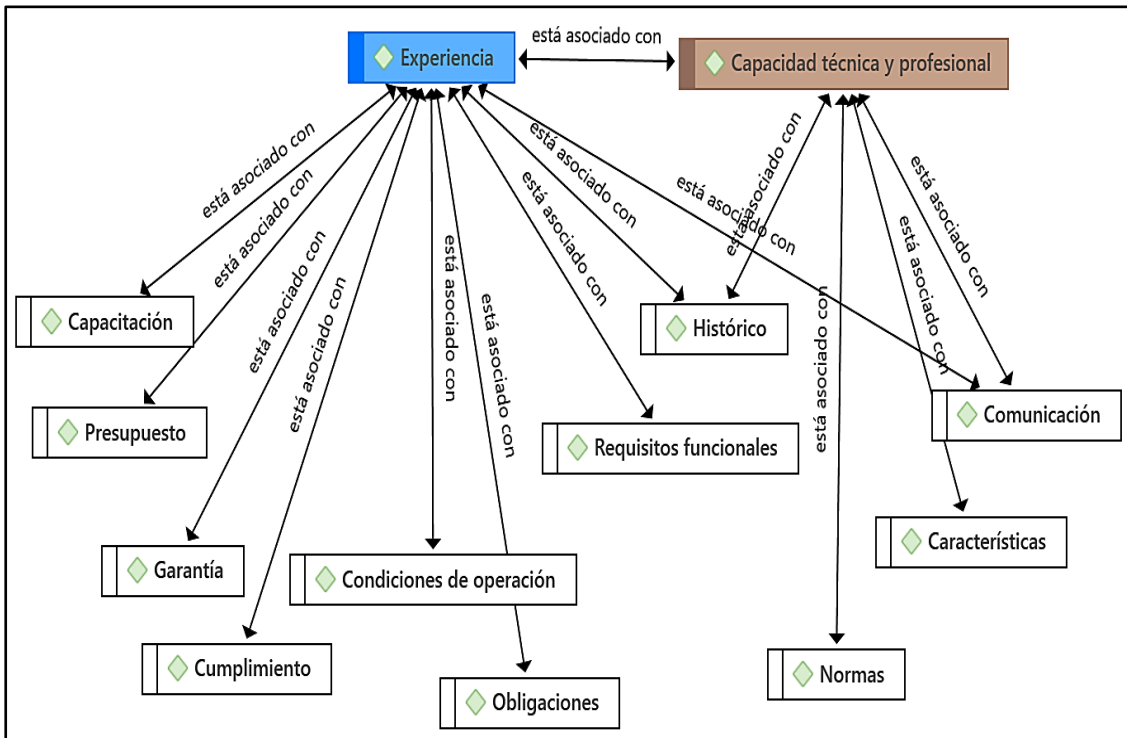 está asociado con
Experiencia
Capacidad técnica y profesional
está asociado con
está asociado con
está asociado con
está asociado con
está asociado con
está asociado con
está asociado con
está asociado con
está asociado con
está asociado con
está asociado con
está asociado con
está asociado con
Capacitación
Histórico
Presupuesto
Requisitos funcionales
Comunicación
Garantía
Condiciones de operación
Características
Cumplimiento
Obligaciones
Normas